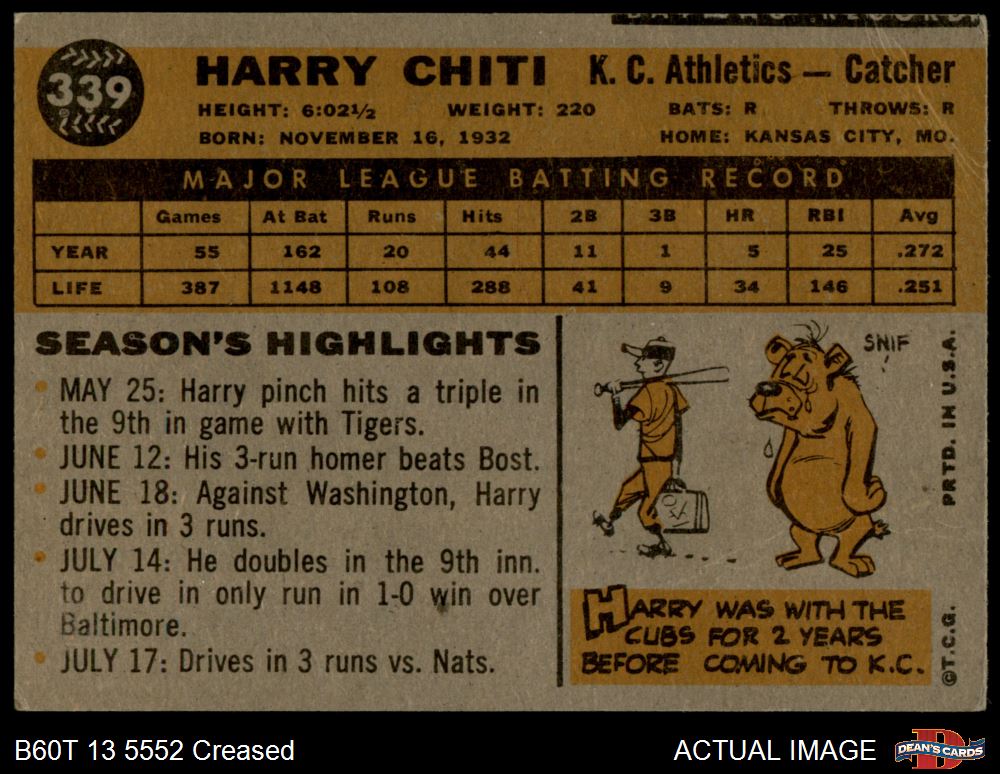 339
HARRY CHITI K. C. Athletics — Catcher
HEIGHT: 6:02½ WEIGHT: 220 BATS: R THROWS: R
BORN: NOVEMBER 16, 1932 HOME: KANSAS CITY, MO.
MAJOR LEAGUE BATTING RECORD
Games At Bat Runs Hits 2B 3B HR RBI Avg
YEAR 55 162 20 44 11 1 5 25 .272
LIFE 387 1148 108 288 41 9 34 146 .251
SEASON'S HIGHLIGHTS
• MAY 25: Harry pinch hits a triple in
the 9th in game with Tigers.
• JUNE 12: His 3-run homer beats Bost.
• JUNE 18: Against Washington, Harry
drives in 3 runs.
• JULY 14: He doubles in the 9th inn.
to drive in only run in 1-0 win over
Baltimore.
• JULY 17: Drives in 3 runs vs. Nats.
SNIF
HARRY WAS WITH THE
CUBS FOR 2 YEARS
BEFORE COMING TO K.C.
©T.C.G. PRTD. IN U.S.A.
B60T 13 5552 Creased
ACTUAL IMAGE
DEAN'S CARDS